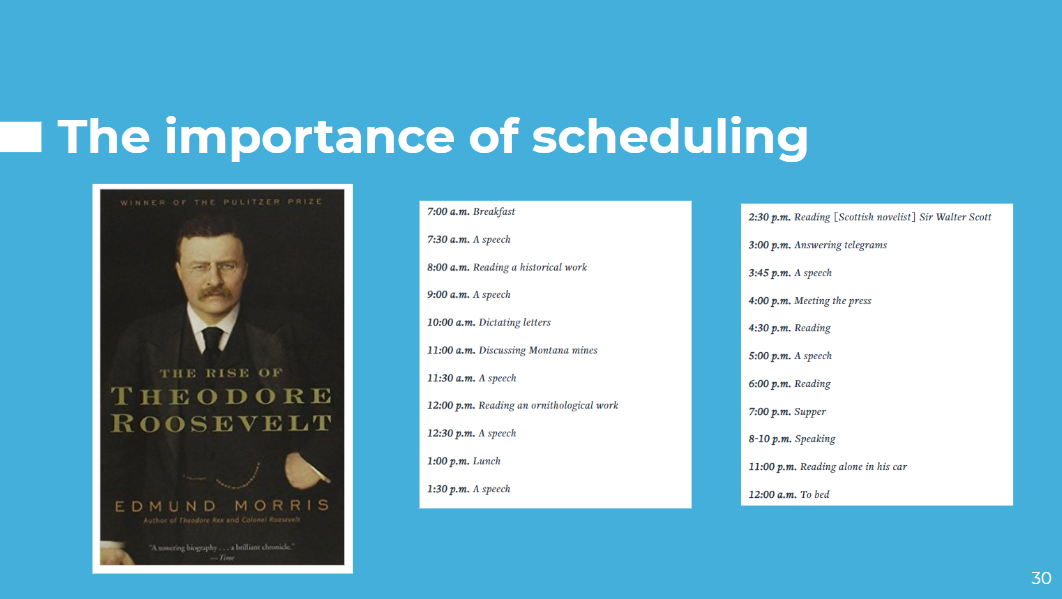 The importance of scheduling
WINNER OF THE PULITZER PRIZE
THE RISE OF
THEODORE
ROOSEVELT
EDMUND MORRIS
Author of Theodore Rex and Colonel Roosevelt
"A towering biography . . . a brilliant chronicle."
—Time
7:00 a.m. Breakfast
7:30 a.m. A speech
8:00 a.m. Reading a historical work
9:00 a.m. A speech
10:00 a.m. Dictating letters
11:00 a.m. Discussing Montana mines
11:30 a.m. A speech
12:00 p.m. Reading an ornithological work
12:30 p.m. A speech
1:00 p.m. Lunch
1:30 p.m. A speech
2:30 p.m. Reading [Scottish novelist] Sir Walter Scott
3:00 p.m. Answering telegrams
3:45 p.m. A speech
4:00 p.m. Meeting the press
4:30 p.m. Reading
5:00 p.m. A speech
6:00 p.m. Reading
7:00 p.m. Supper
8-10 p.m. Speaking
11:00 p.m. Reading alone in his car
12:00 a.m. To bed
30